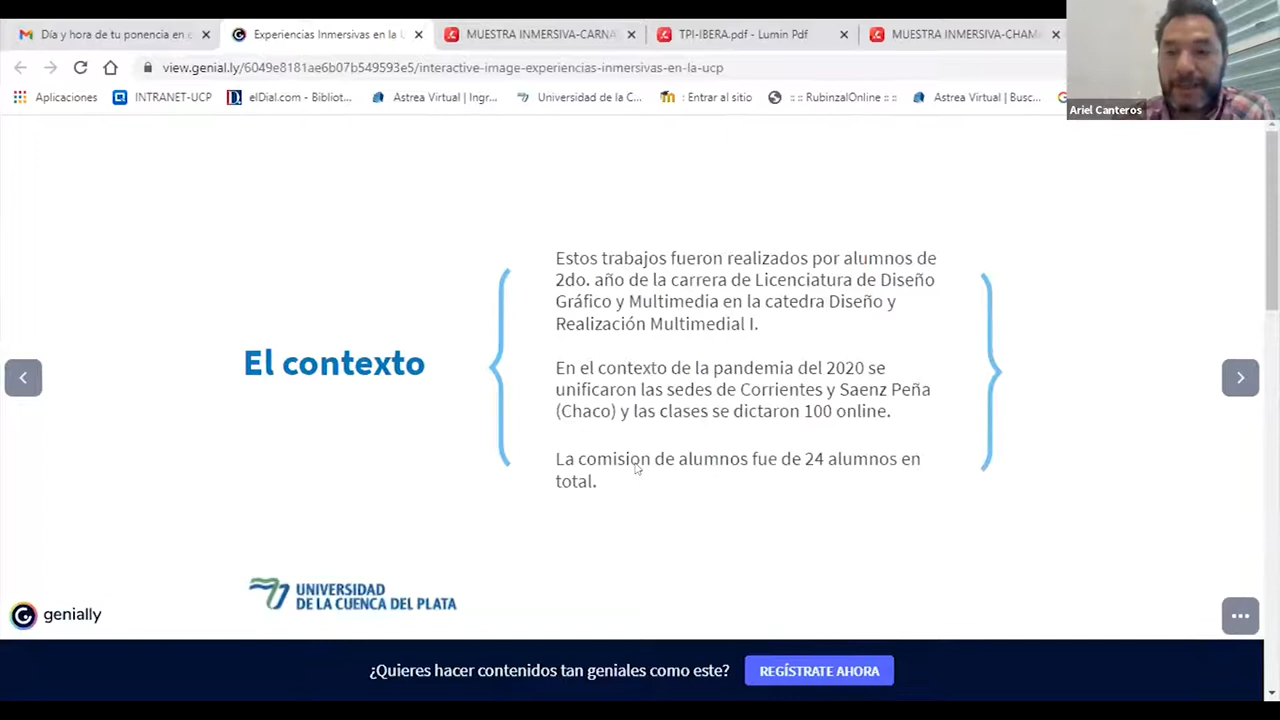 Día y hora de tu ponencia en e
Experiencias Inmersivas en la U
MUESTRA INMERSIVA-CARNA
TPI-IBERA.pdf - Lumin Pdf
MUESTRA INMERSIVA-CHAM
view.genial.ly/6049e8181ae6b07b549593e5/interactive-image-experiencias-inmersivas-en-la-ucp
Aplicaciones
INTRANET-UCP
elDial.com - Bibliot...
Astrea Virtual | Ingr...
Universidad de la C...
: Entrar al sitio
:: :: RubinzalOnline :: ::
Astrea Virtual | Busc...
Ariel Canteros
El contexto
Estos trabajos fueron realizados por alumnos de
2do. año de la carrera de Licenciatura de Diseño
Gráfico y Multimedia en la catedra Diseño y
Realización Multimedial I.
En el contexto de la pandemia del 2020 se
unificaron las sedes de Corrientes y Saenz Peña
(Chaco) y las clases se dictaron 100 online.
La comision de alumnos fue de 24 alumnos en
total.
UNIVERSIDAD
DE LA CUENCA DEL PLATA
genially
¿Quieres hacer contenidos tan geniales como este?
REGÍSTRATE AHORA